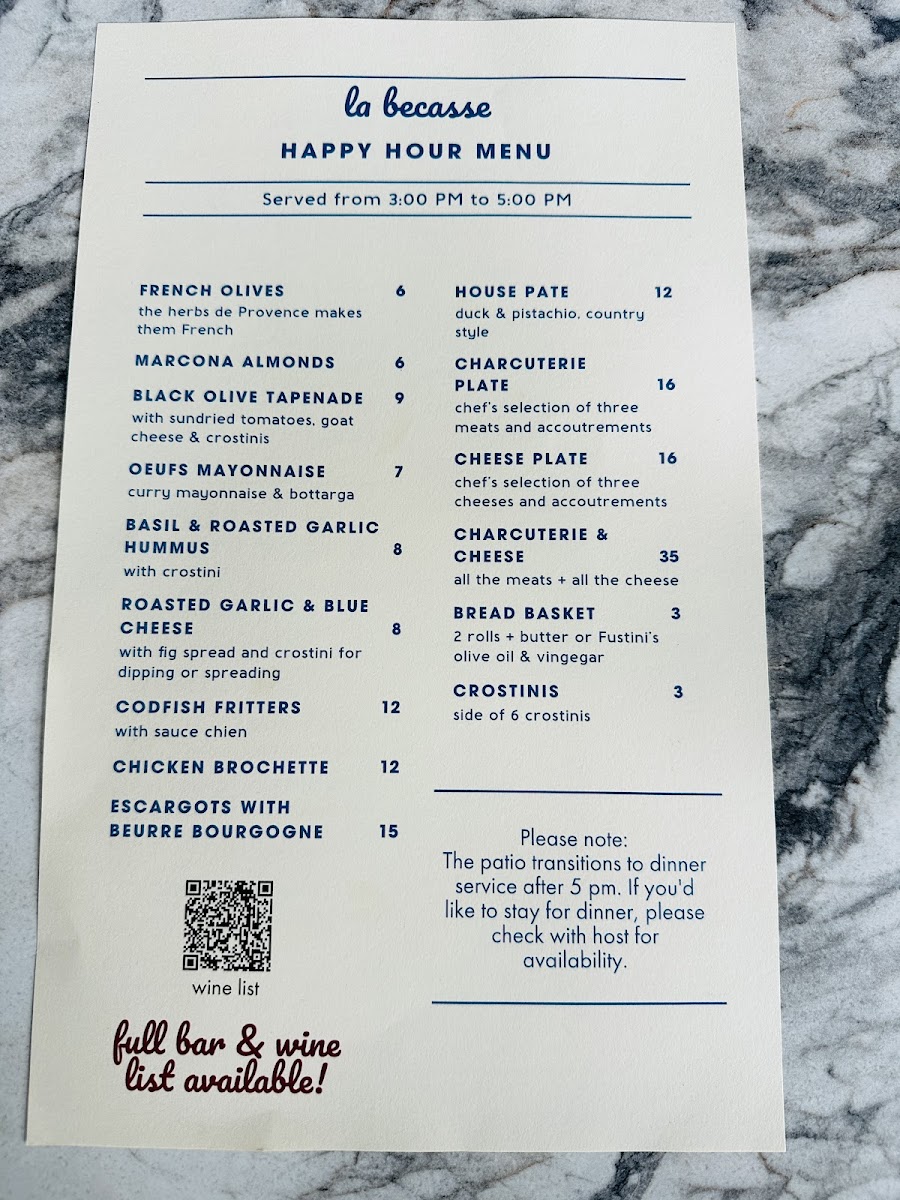 la becasse
HAPPY HOUR MENU
Served from 3:00 PM to 5:00 PM
FRENCH OLIVES 6
the herbs de Provence makes
them French
MARCONA ALMONDS 6
BLACK OLIVE TAPENADE 9
with sundried tomatoes, goat
cheese & crostinis
OEUFS MAYONNAISE 7
curry mayonnaise & bottarga
BASIL & ROASTED GARLIC
HUMMUS 8
with crostini
ROASTED GARLIC & BLUE
CHEESE 8
with fig spread and crostini for
dipping or spreading
CODFISH FRITTERS 12
with sauce chien
CHICKEN BROCHETTE 12
ESCARGOTS WITH
BEURRE BOURGOGNE 15
wine list
full bar & wine
list available!
HOUSE PATE 12
duck & pistachio, country
style
CHARCUTERIE
PLATE 16
chef's selection of three
meats and accoutrements
CHEESE PLATE 16
chef's selection of three
cheeses and accoutrements
CHARCUTERIE &
CHEESE 35
all the meats + all the cheese
BREAD BASKET 3
2 rolls + butter or Fustini's
olive oil & vingegar
CROSTINIS 3
side of 6 crostinis
Please note:
The patio transitions to dinner
service after 5 pm. If you'd
like to stay for dinner, please
check with host for
availability.